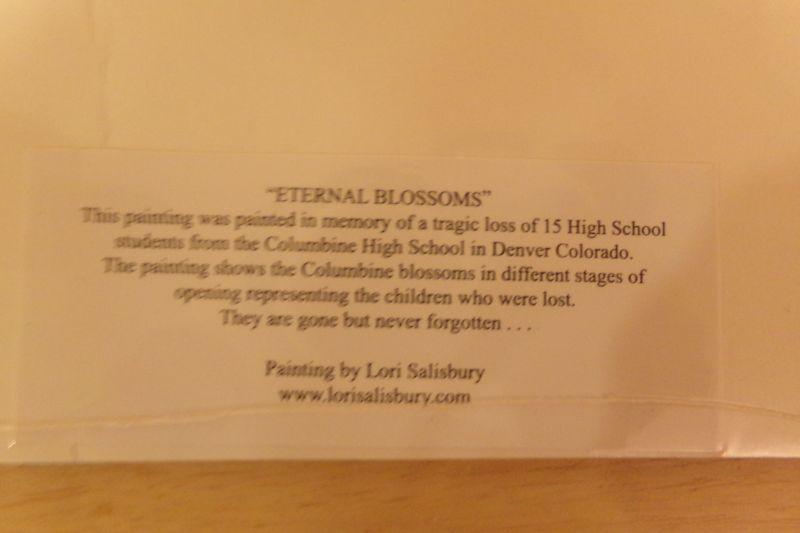 “ETERNAL BLOSSOMS”
This painting was painted in memory of a tragic loss of 15 High School
students from the Columbine High School in Denver Colorado.
The painting shows the Columbine blossoms in different stages of
opening representing the children who were lost.
They are gone but never forgotten . . .
Painting by Lori Salisbury
www.lorisalisbury.com